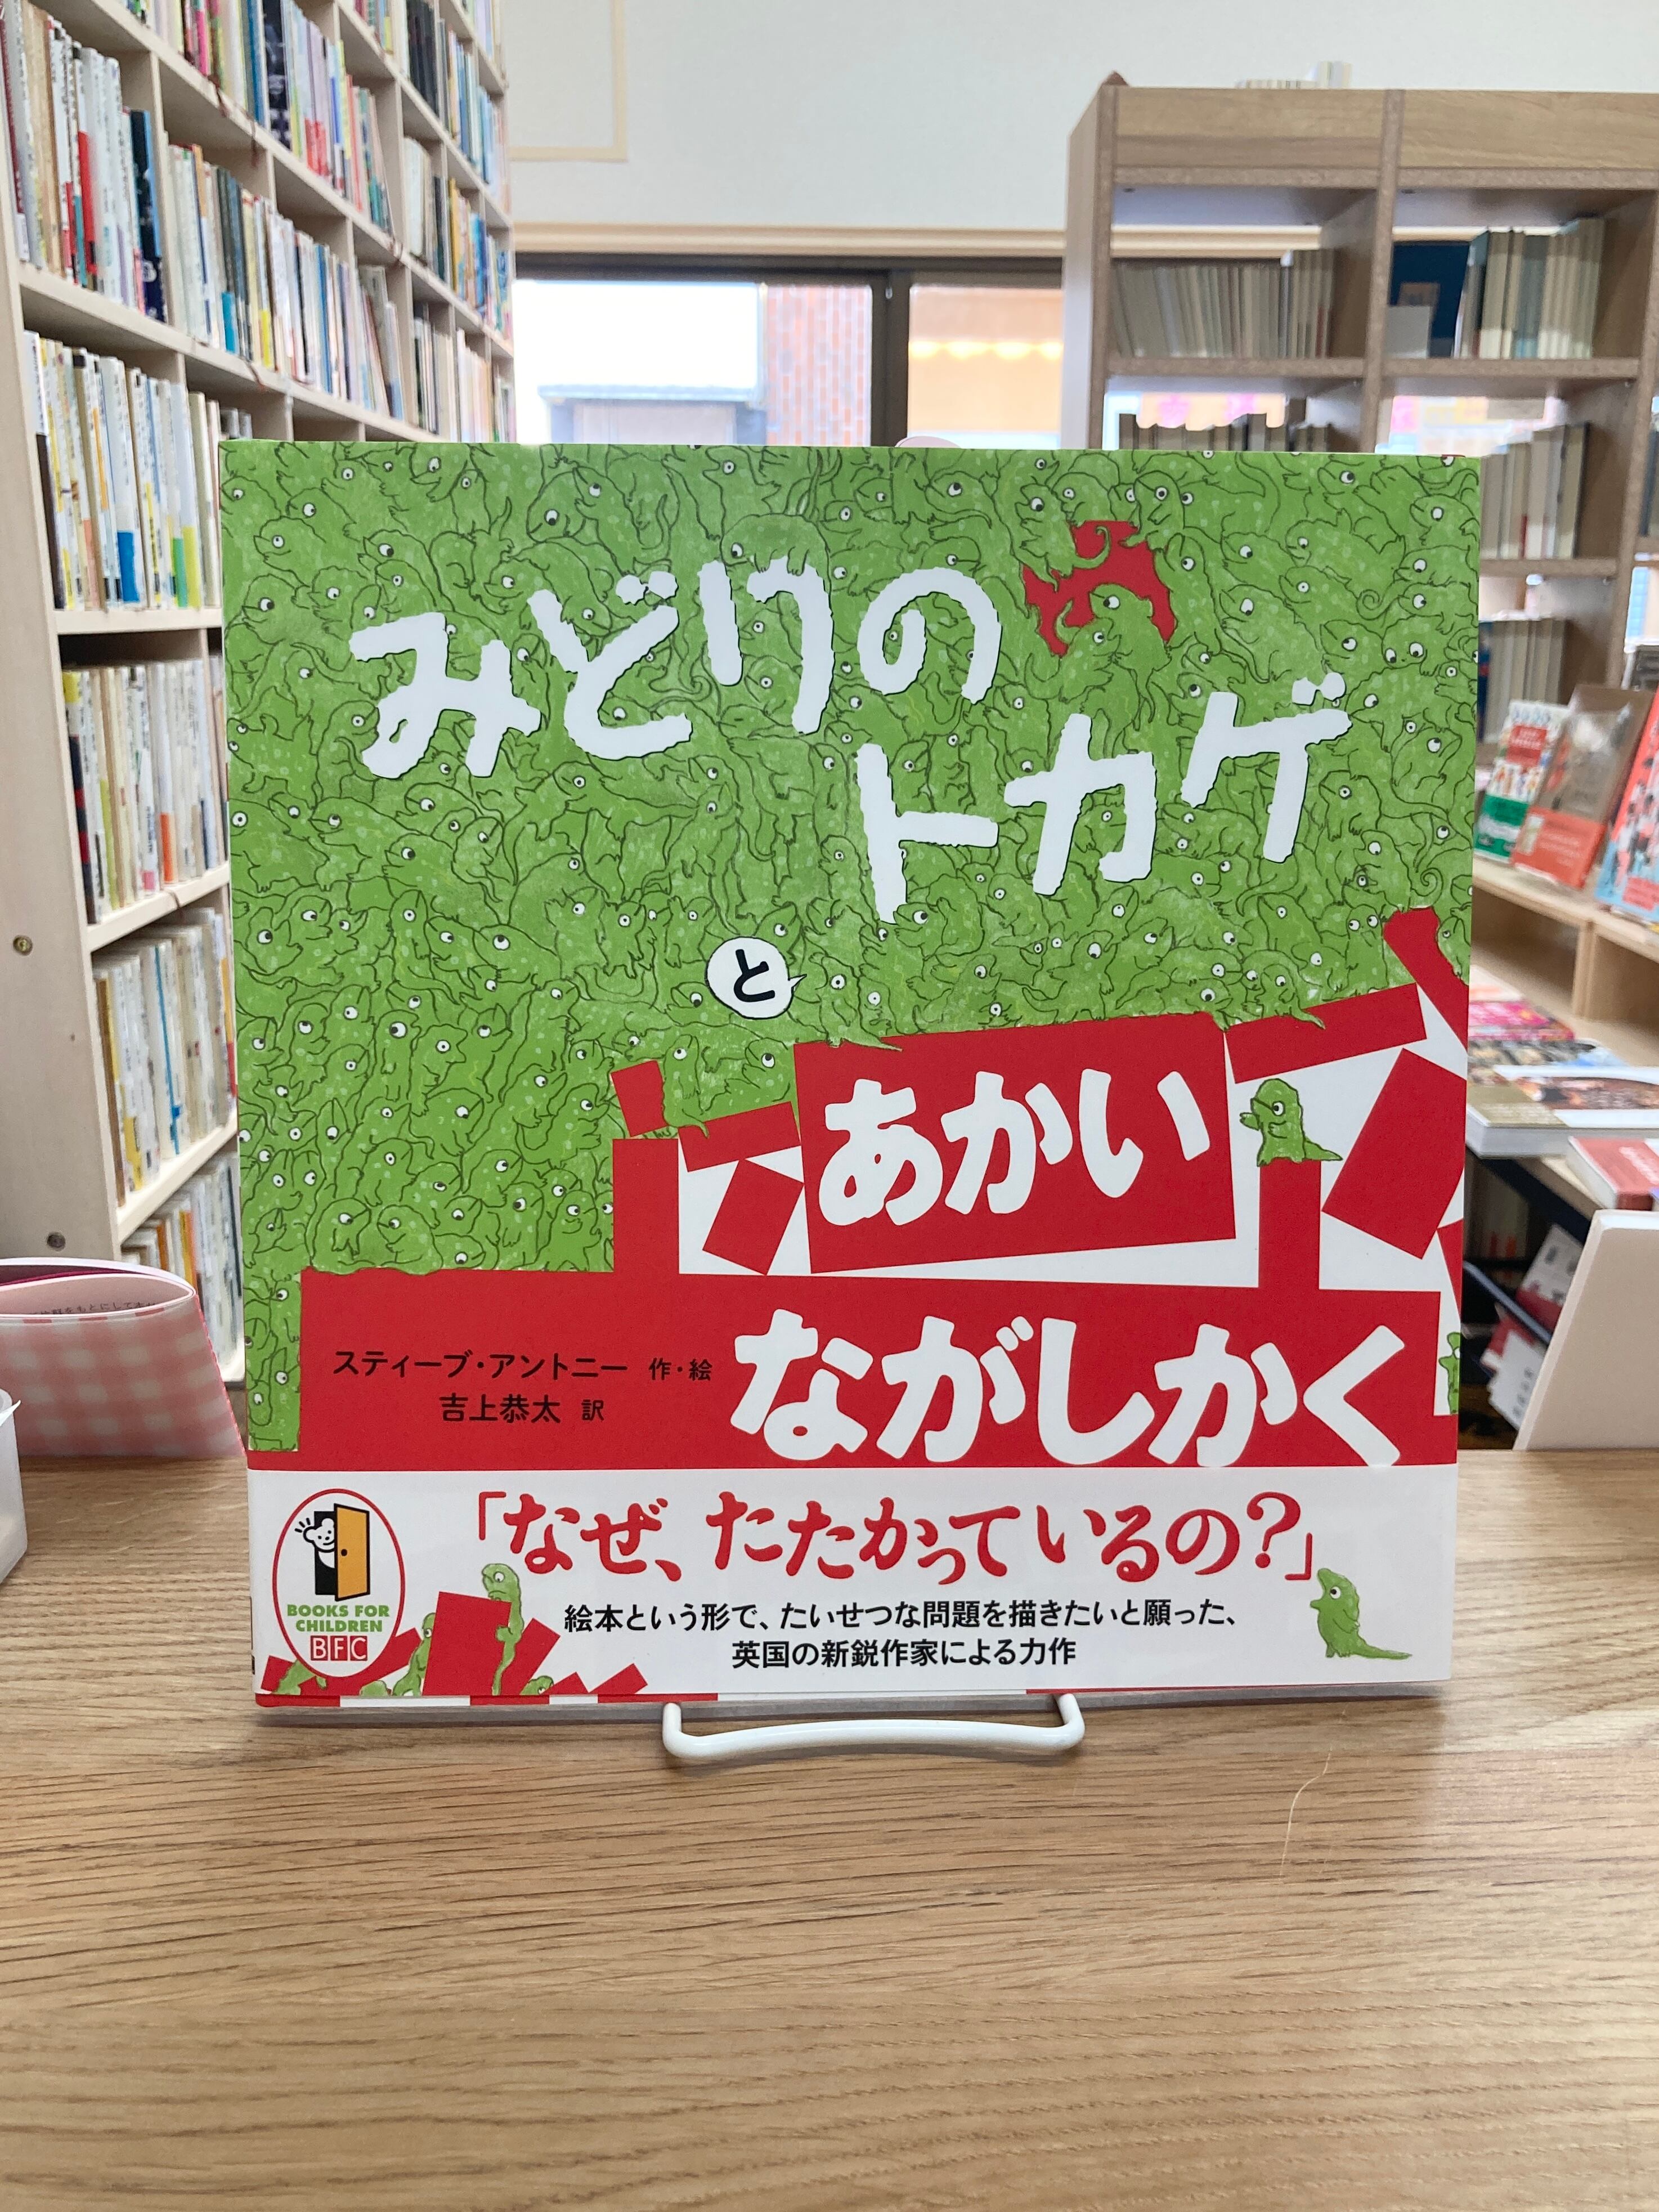 みどりの
トカゲ
と
あかい
ながしかく
スティーブ・アントニー 作・絵
吉上恭太 訳
「なぜ、たたかっているの?」
絵本という形で、たいせつな問題を描きたいと願った、
英国の新鋭作家による力作
BOOKS FOR
CHILDREN
BFC